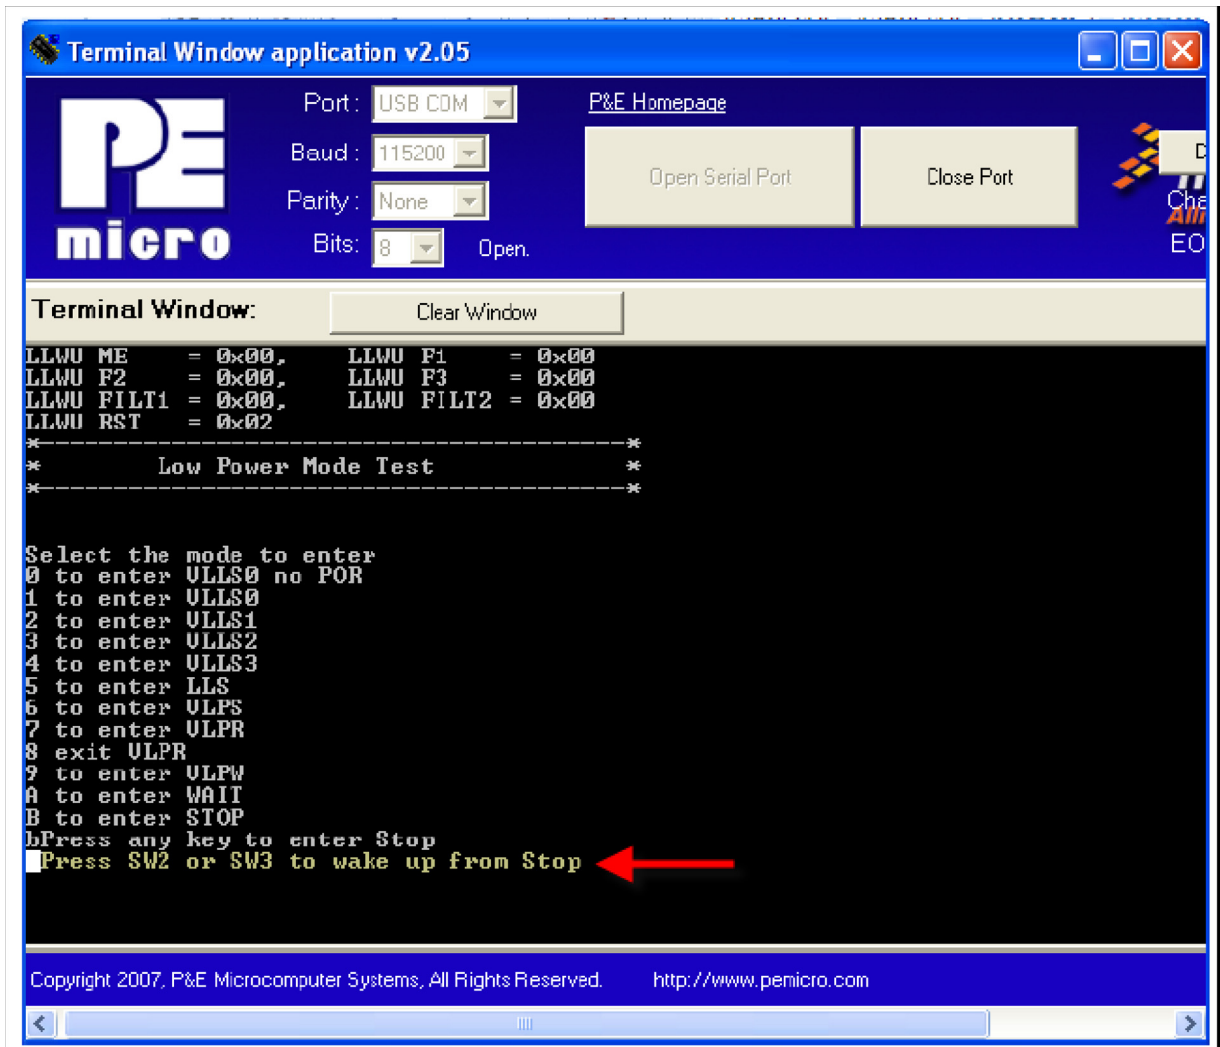 Terminal Window application v2.05
PE
micro
Port: USB COM
Baud: 115200
Parity: None
Bits: 8 Open.
P&E Homepage
Open Serial Port
Close Port
EO
Terminal Window: Clear Window
LLWU ME = 0x00, LLWU F1 = 0x00
LLWU F2 = 0x00, LLWU F3 = 0x00
LLWU FILT1 = 0x00, LLWU FILT2 = 0x00
LLWU RST = 0x02
*----------------------------------------*
* Low Power Mode Test *
*----------------------------------------*
Select the mode to enter
0 to enter VLLS0 no POR
1 to enter VLLS0
2 to enter VLLS1
3 to enter VLLS2
4 to enter VLLS3
5 to enter LLS
6 to enter VLPS
7 to enter VLPR
8 exit VLPR
9 to enter VLPW
A to enter WAIT
B to enter STOP
bPress any key to enter Stop
Press SW2 or SW3 to wake up from Stop
Copyright 2007, P&E Microcomputer Systems, All Rights Reserved. http://www.pemicro.com